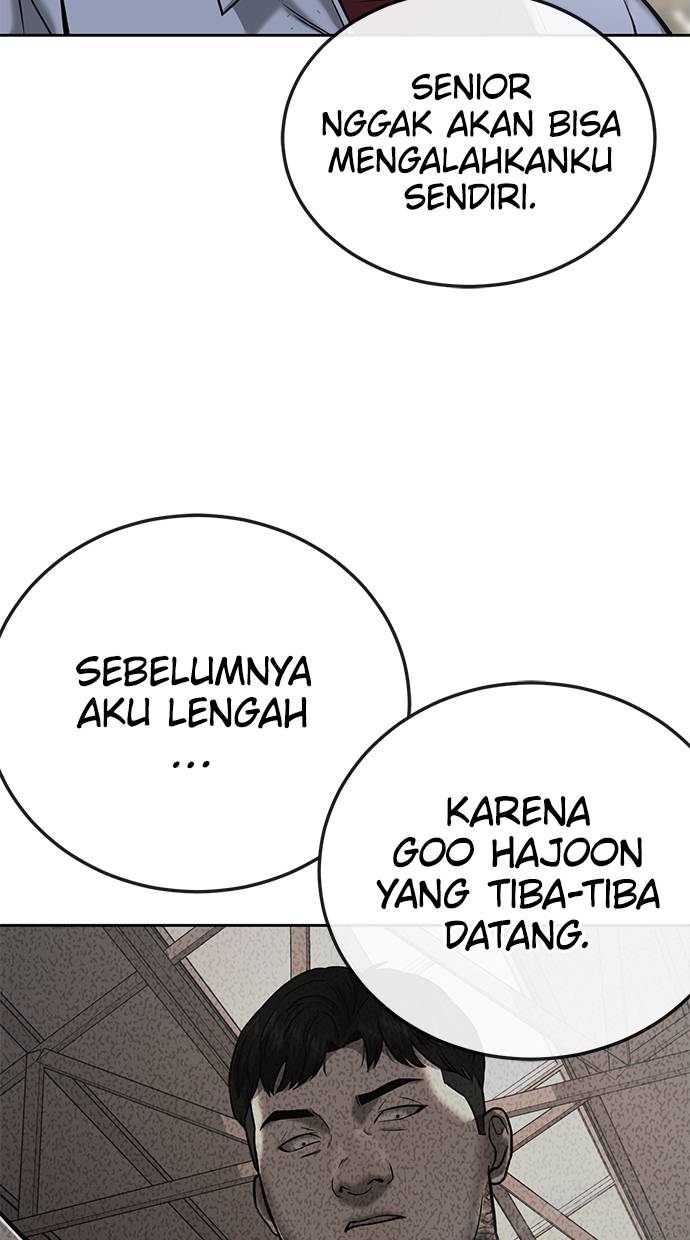 SENIOR
NGGAK AKAN BISA
MENGALAHKANKU
SENDIRI.
SEBELUMNYA
AKU LENGAH
...
KARENA
GOO HAJOON
YANG TIBA-TIBA
DATANG.